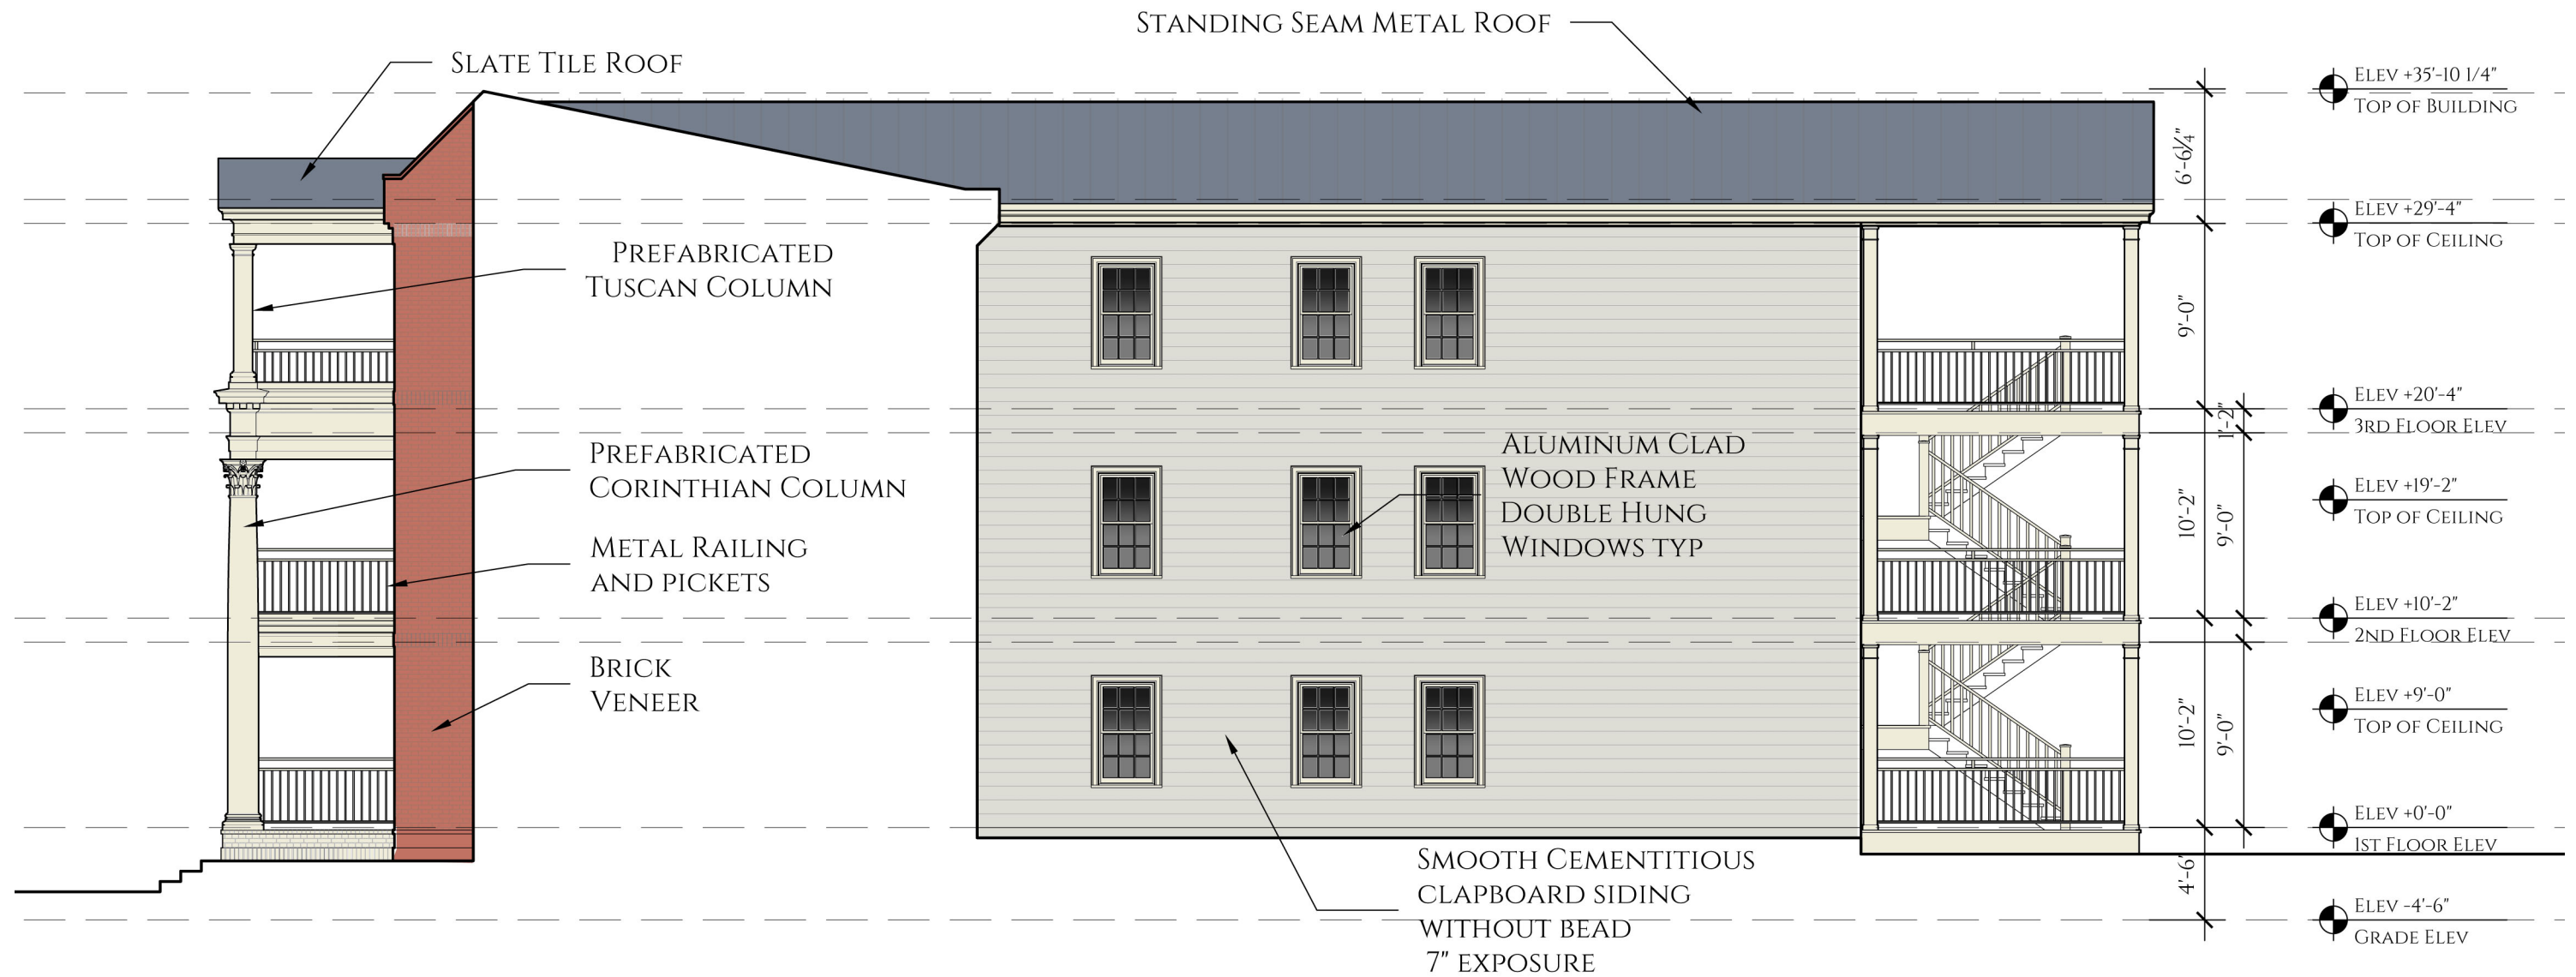 Standing Seam Metal Roof
Slate Tile Roof
Prefabricated
Tuscan Column
Prefabricated
Corinthian Column
Metal Railing
and pickets
Brick
Veneer
Aluminum Clad
Wood Frame
Double Hung
Windows typ
Smooth Cementitious
clapboard siding
without bead
7" exposure
6'-6¼"
9'-0"
1'-2"
10'-2"
9'-0"
10'-2"
9'-0"
4'-6"
Elev +35'-10 1/4"
Top of Building
Elev +29'-4"
Top of Ceiling
Elev +20'-4"
3rd Floor Elev
Elev +19'-2"
Top of Ceiling
Elev +10'-2"
2nd Floor Elev
Elev +9'-0"
Top of Ceiling
Elev +0'-0"
1st Floor Elev
Elev -4'-6"
Grade Elev